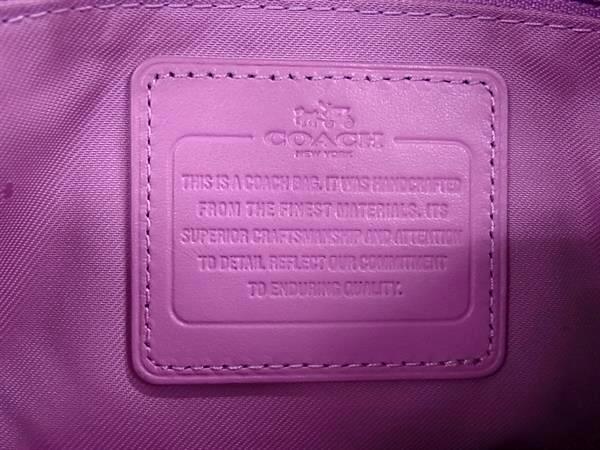 COACH
NEW YORK
THIS IS A COACH BAG. IT WAS HANDCRAFTED
FROM THE FINEST MATERIALS. ITS
SUPERIOR CRAFTSMANSHIP AND ATTENTION
TO DETAIL REFLECT OUR COMMITMENT
TO ENDURING QUALITY.